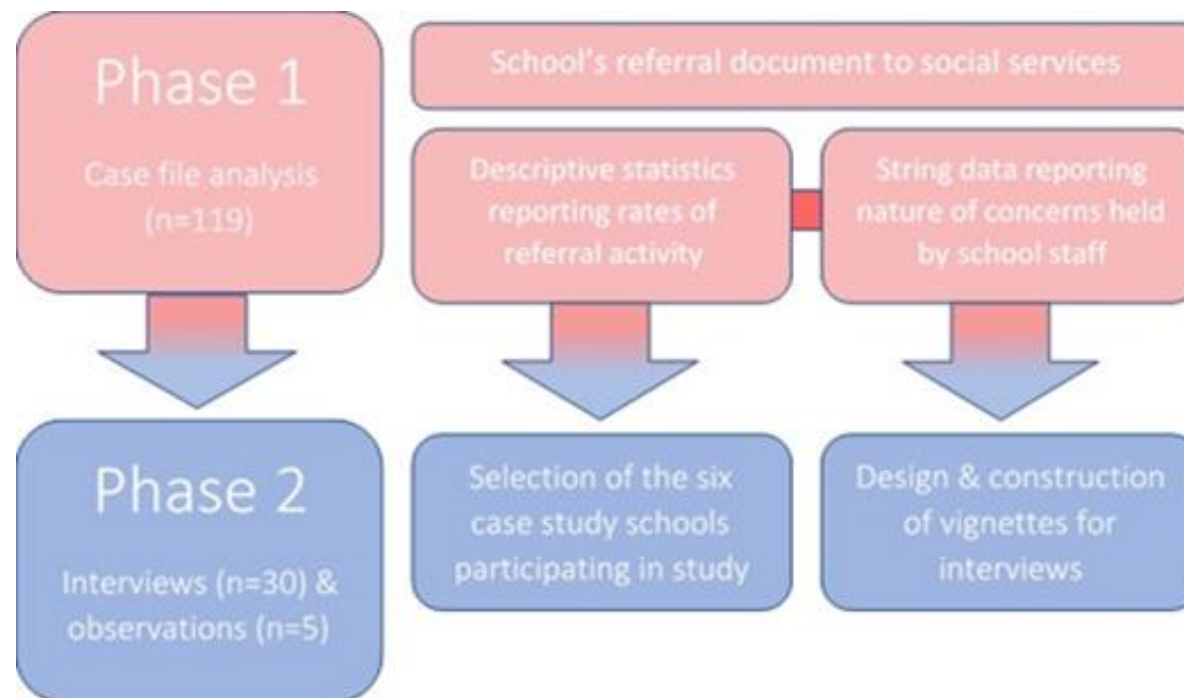 Phase 1
Case file analysis
(n=119)
School's referral document to social services
Descriptive statistics
reporting rates of
referral activity
String data reporting
nature of concerns held
by school staff
Phase 2
Interviews (n=30) &
observations (n=5)
Selection of the six
case study schools
participating in study
Design & construction
of vignettes for
interviews